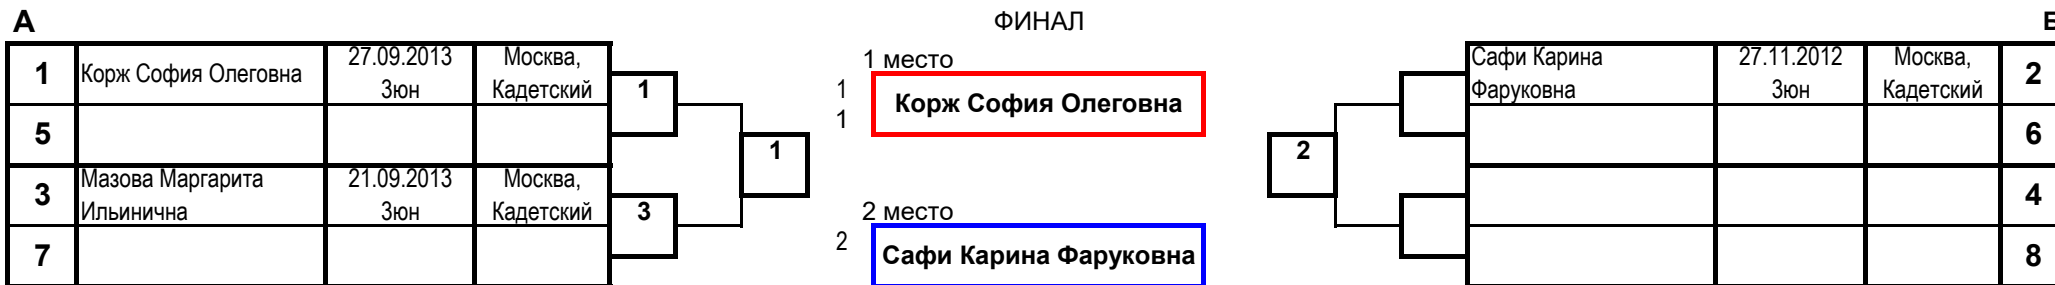 А
ФИНАЛ
1
Корж София Олеговна
27.09.2013
3юн
Москва,
Кадетский
5
3
Мазова Маргарита
Ильинична
21.09.2013
3юн
Москва,
Кадетский
7
1
3
1
1 место
1
1
Корж София Олеговна
2 место
2
Сафи Карина Фаруковна
2
Сафи Карина
Фаруковна
27.11.2012
3юн
Москва,
Кадетский
2
6
4
8